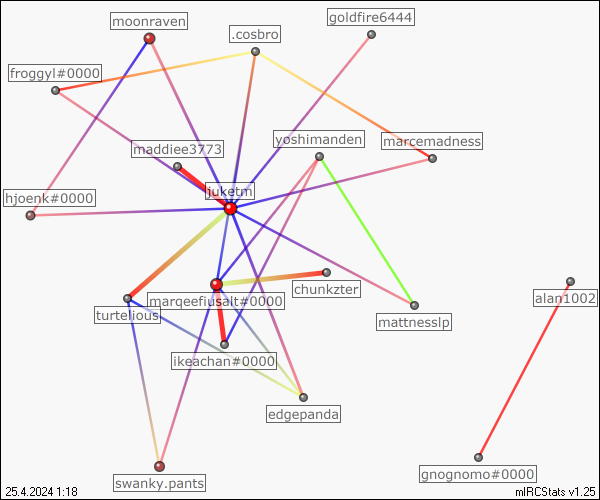 goldfire6444
moonraven
.cosbro
froggyl#0000
yoshimanden
marcemadness
maddiee3773
juketm
hjoenk#0000
chunkzter
alan1002
marqeefiusalt#0000
turtelious
mattnesslp
ikeachan#0000
edgepanda
gnognomo#0000
swanky.pants
25.4.2024 1:18
mIRCStats v1.25